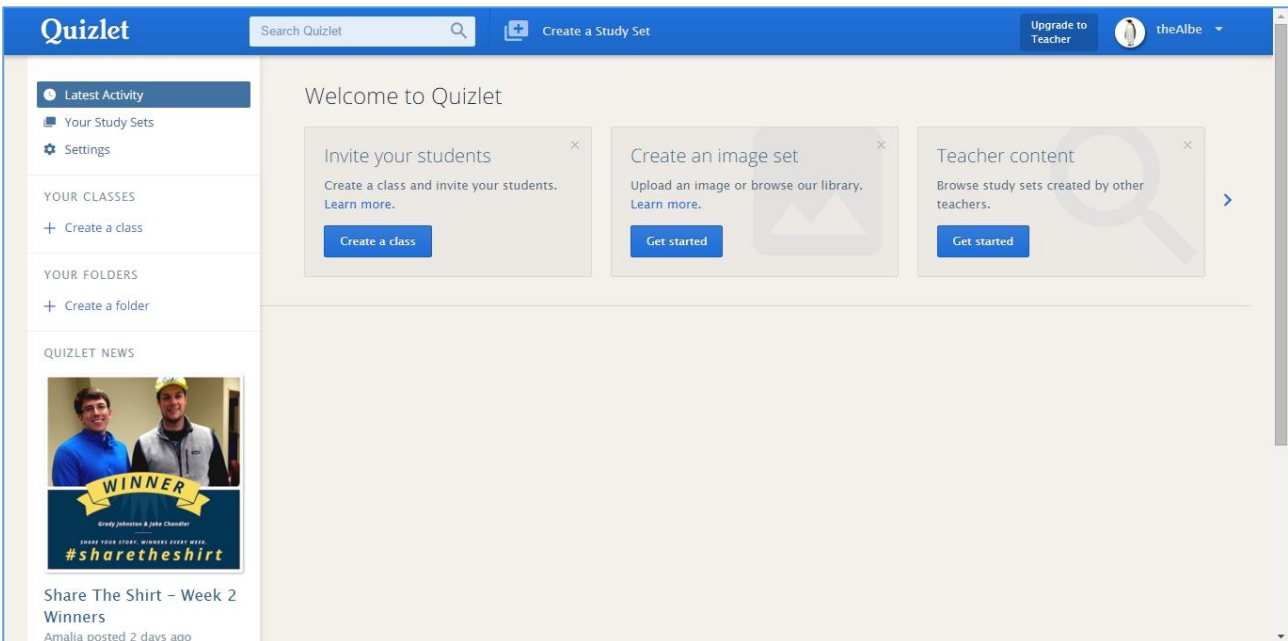 Quizlet
Search Quizlet
Create a Study Set
Upgrade to
Teacher
theAlbe
Latest Activity
Your Study Sets
Settings
YOUR CLASSES
+ Create a class
YOUR FOLDERS
+ Create a folder
QUIZLET NEWS
WINNER
Grady Johnston & Jake Chandler
SHARE YOUR STORY. WINNERS EVERY WEEK.
#sharetheshirt
Share The Shirt – Week 2
Winners
Amalia posted 2 days ago
Welcome to Quizlet
Invite your students
Create a class and invite your students.
Learn more.
Create a class
Create an image set
Upload an image or browse our library.
Learn more.
Get started
Teacher content
Browse study sets created by other
teachers.
Get started